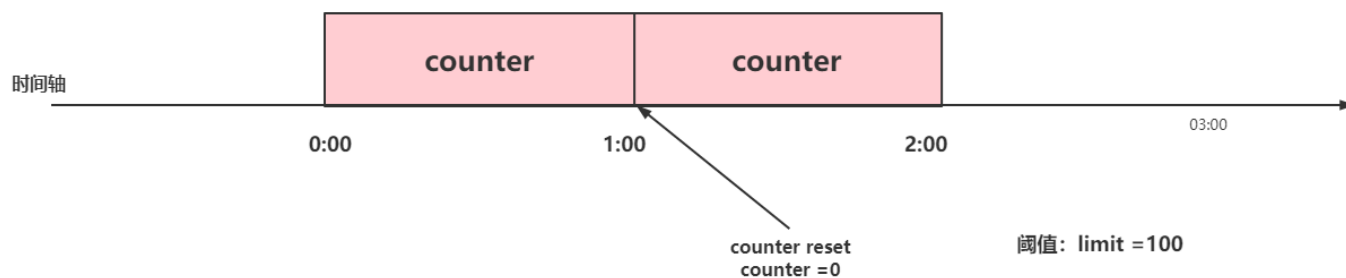 counter
counter
时间轴
03:00
0:00
1:00
2:00
counter reset
counter =0
阈值：limit =100